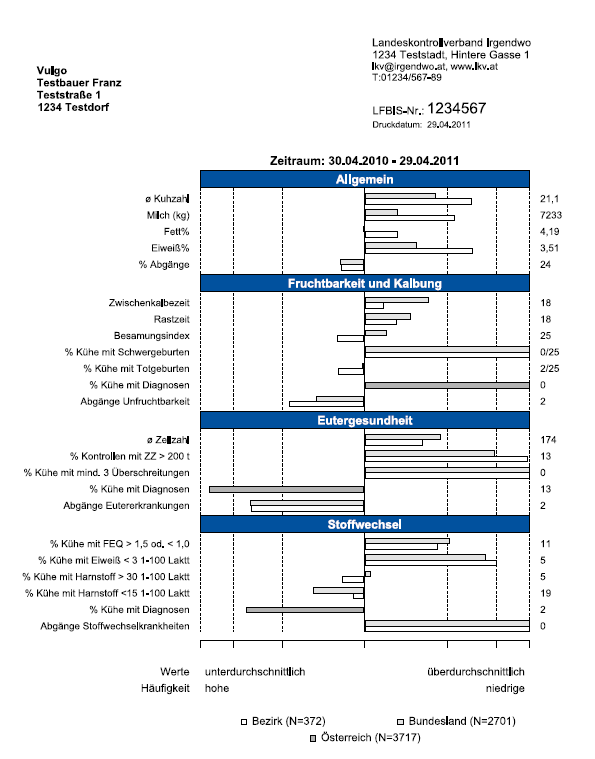 Landeskontrollverband Irgendwo
1234 Teststadt, Hintere Gasse 1
lkv@irgendwo.at, www.lkv.at
T:01234/567-89
Vulgo
Testbauer Franz
Teststraße 1
1234 Testdorf
LFBIS-Nr.: 1234567
Druckdatum: 29.04.2011
Zeitraum: 30.04.2010 - 29.04.2011
Allgemein
ø Kuhzahl 21,1
Milch (kg) 7233
Fett% 4,19
Eiweiß% 3,51
% Abgänge 24
Fruchtbarkeit und Kalbung
Zwischenkalbezeit 18
Rastzeit 18
Besamungsindex 25
% Kühe mit Schwergeburten 0/25
% Kühe mit Totgeburten 2/25
% Kühe mit Diagnosen 0
Abgänge Unfruchtbarkeit 2
Eutergesundheit
ø Zellzahl 174
% Kontrollen mit ZZ > 200 t 13
% Kühe mit mind. 3 Überschreitungen 0
% Kühe mit Diagnosen 13
Abgänge Eutererkrankungen 2
Stoffwechsel
% Kühe mit FEQ > 1,5 od. < 1,0 11
% Kühe mit Eiweiß < 3 1-100 Laktt 5
% Kühe mit Harnstoff > 30 1-100 Laktt 5
% Kühe mit Harnstoff <15 1-100 Laktt 19
% Kühe mit Diagnosen 2
Abgänge Stoffwechselkrankheiten 0
Werte unterdurchschnittlich überdurchschnittlich
Häufigkeit hohe niedrige
Bezirk (N=372) Bundesland (N=2701)
Österreich (N=3717)